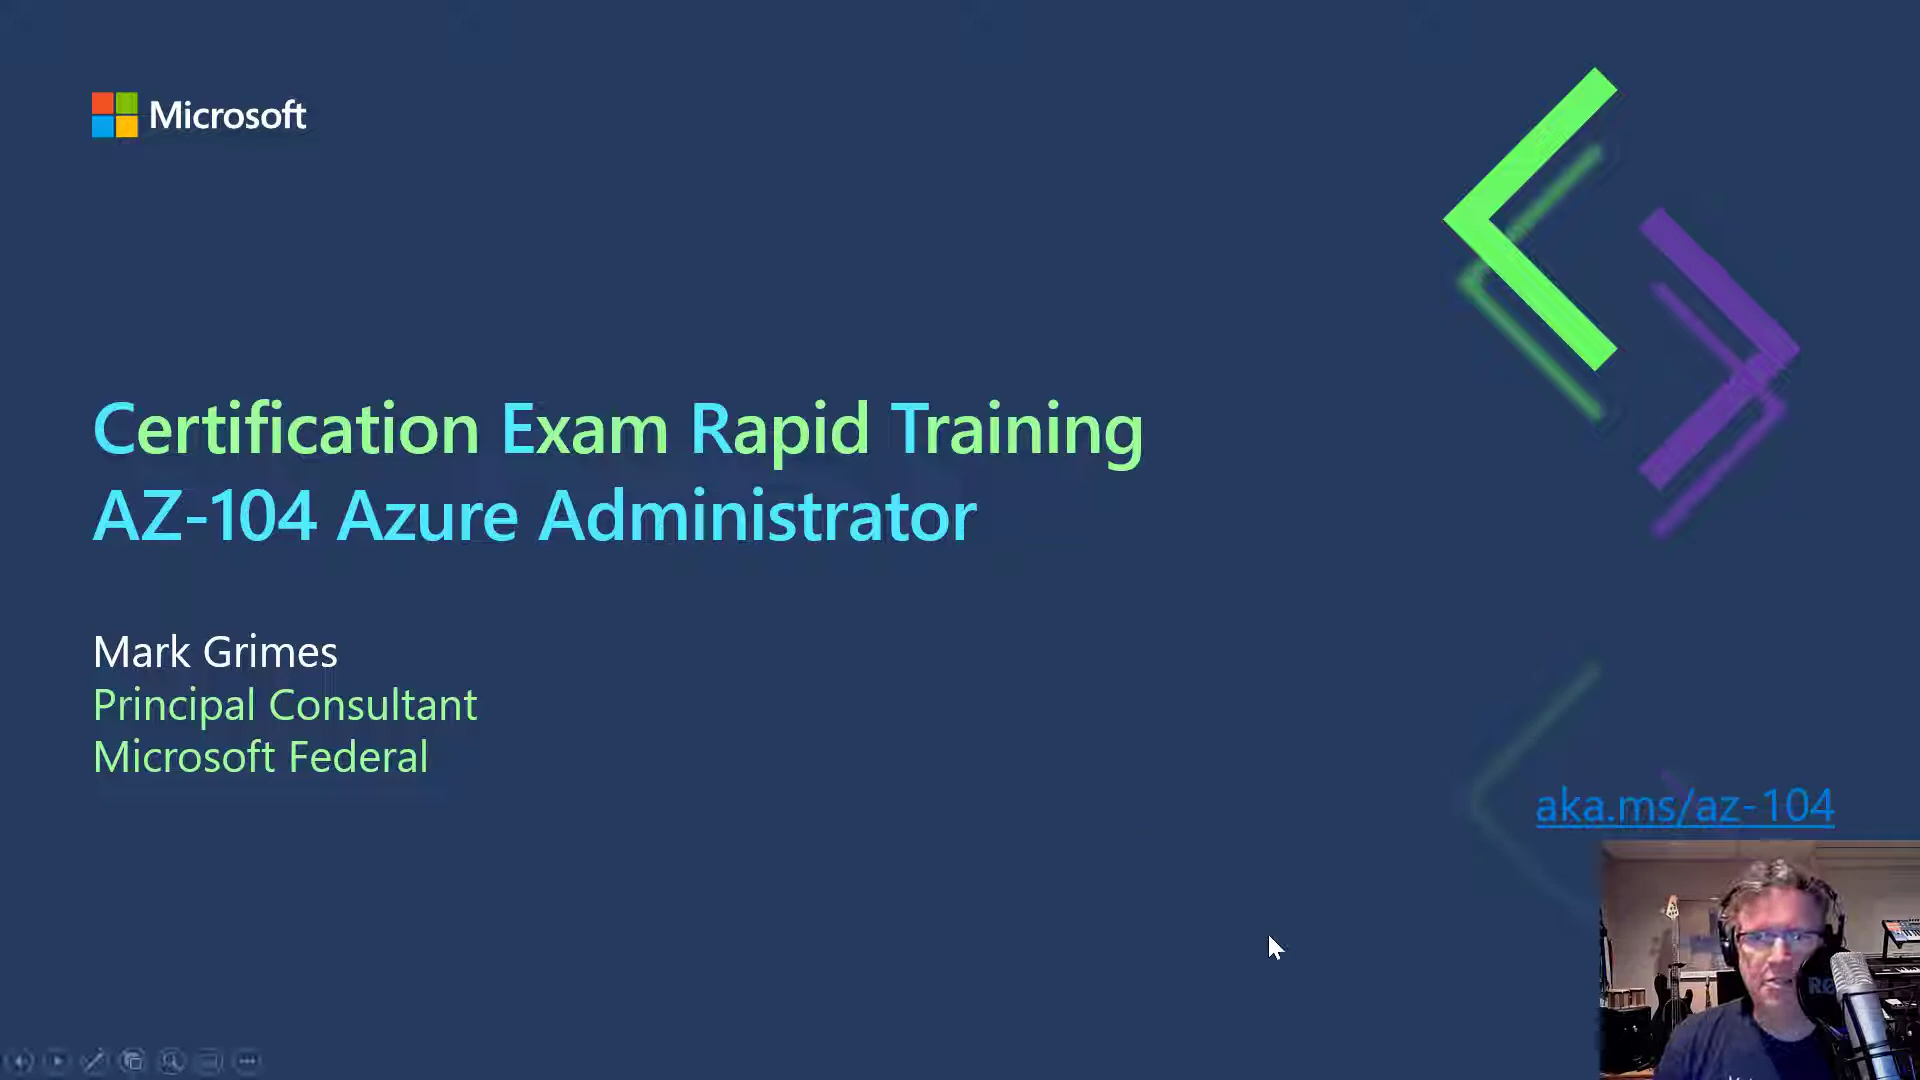 Microsoft
Certification Exam Rapid Training
AZ-104 Azure Administrator
Mark Grimes
Principal Consultant
Microsoft Federal
aka.ms/az-104